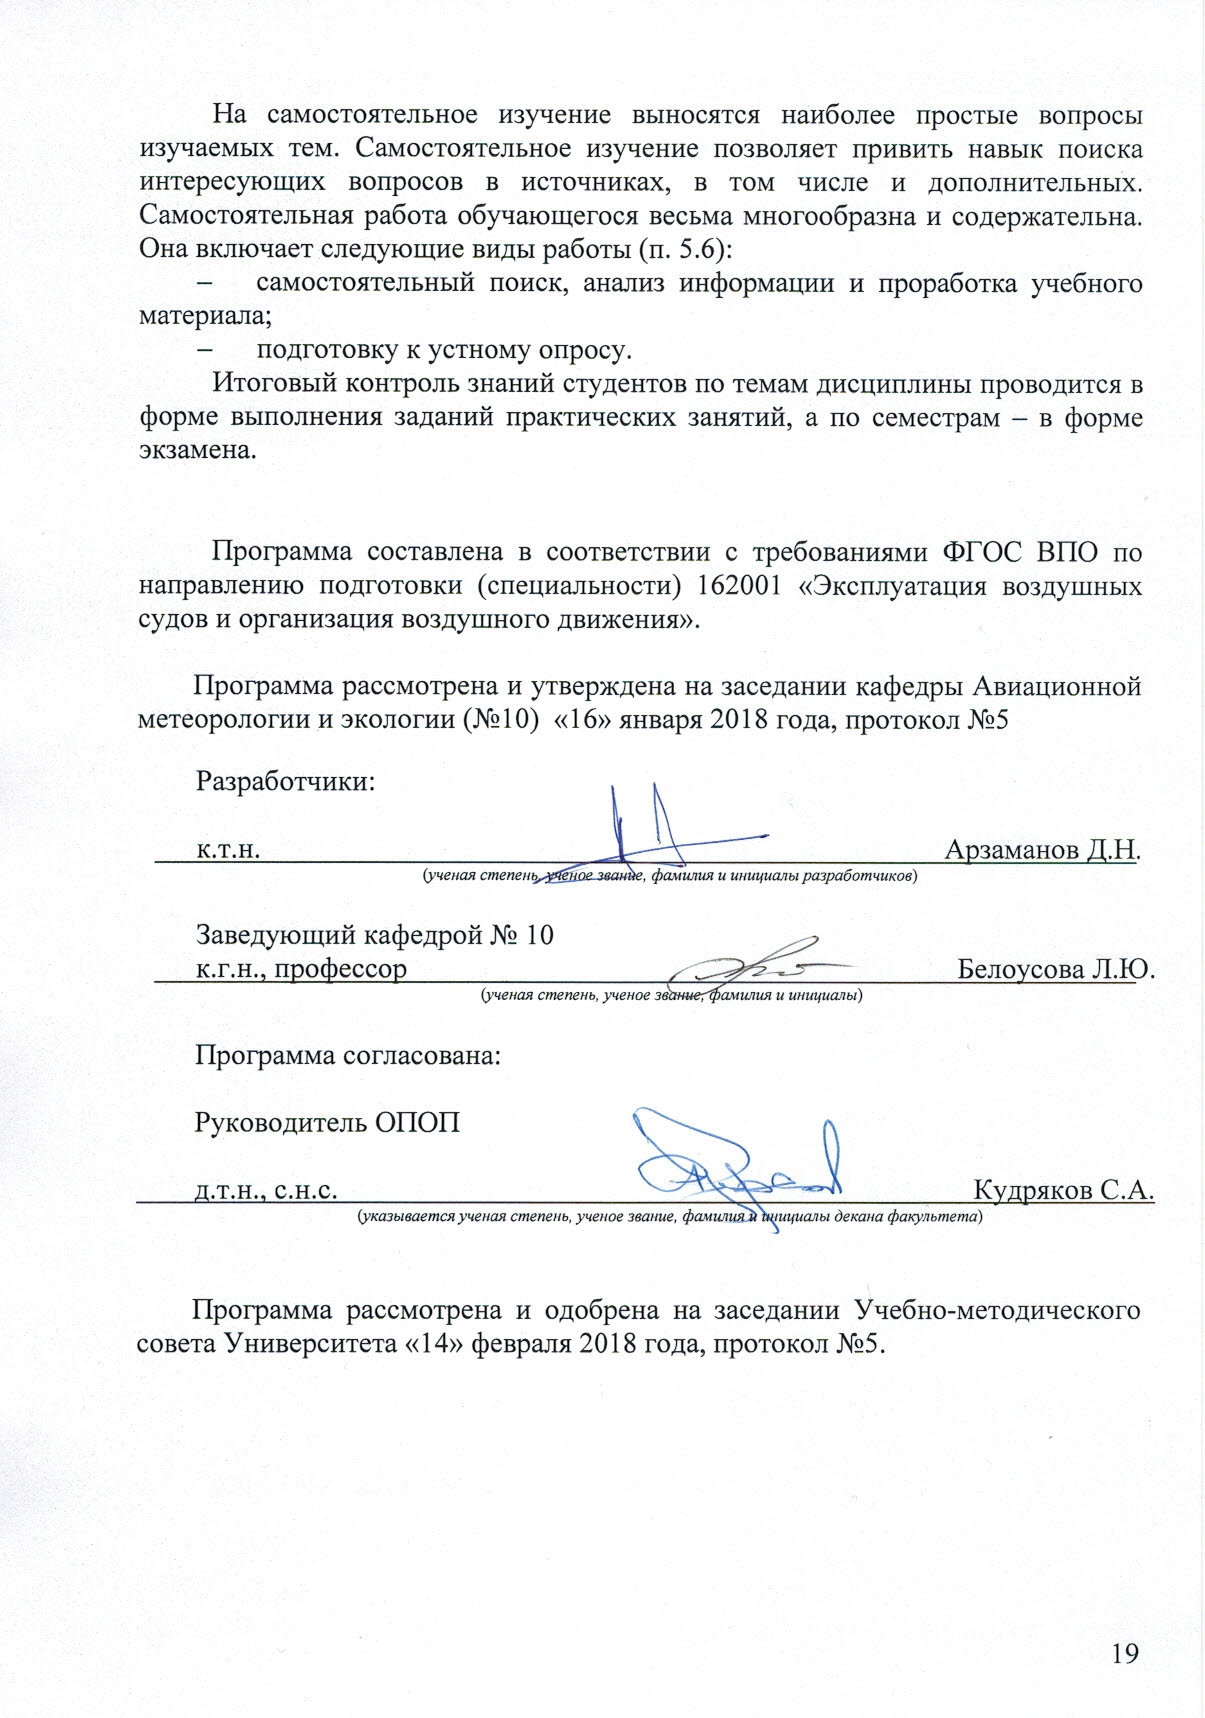 На самостоятельное изучение выносятся наиболее простые вопросы
изучаемых тем. Самостоятельное изучение позволяет привить навык поиска
интересующих вопросов в источниках, в том числе и дополнительных.
Самостоятельная работа обучающегося весьма многообразна и содержательна.
Она включает следующие виды работы (п. 5.6):
– самостоятельный поиск, анализ информации и проработка учебного
материала;
– подготовку к устному опросу.
Итоговый контроль знаний студентов по темам дисциплины проводится в
форме выполнения заданий практических занятий, а по семестрам – в форме
экзамена.
Программа составлена в соответствии с требованиями ФГОС ВПО по
направлению подготовки (специальности) 162001 «Эксплуатация воздушных
судов и организация воздушного движения».
Программа рассмотрена и утверждена на заседании кафедры Авиационной
метеорологии и экологии (№10) «16» января 2018 года, протокол №5
Разработчики:
к.т.н. Арзаманов Д.Н.
(ученая степень, ученое звание, фамилия и инициалы разработчиков)
Заведующий кафедрой № 10
к.г.н., профессор Белоусова Л.Ю.
(ученая степень, ученое звание, фамилия и инициалы)
Программа согласована:
Руководитель ОПОП
д.т.н., с.н.с. Кудряков С.А.
(указывается ученая степень, ученое звание, фамилия и инициалы декана факультета)
Программа рассмотрена и одобрена на заседании Учебно-методического
совета Университета «14» февраля 2018 года, протокол №5.
19